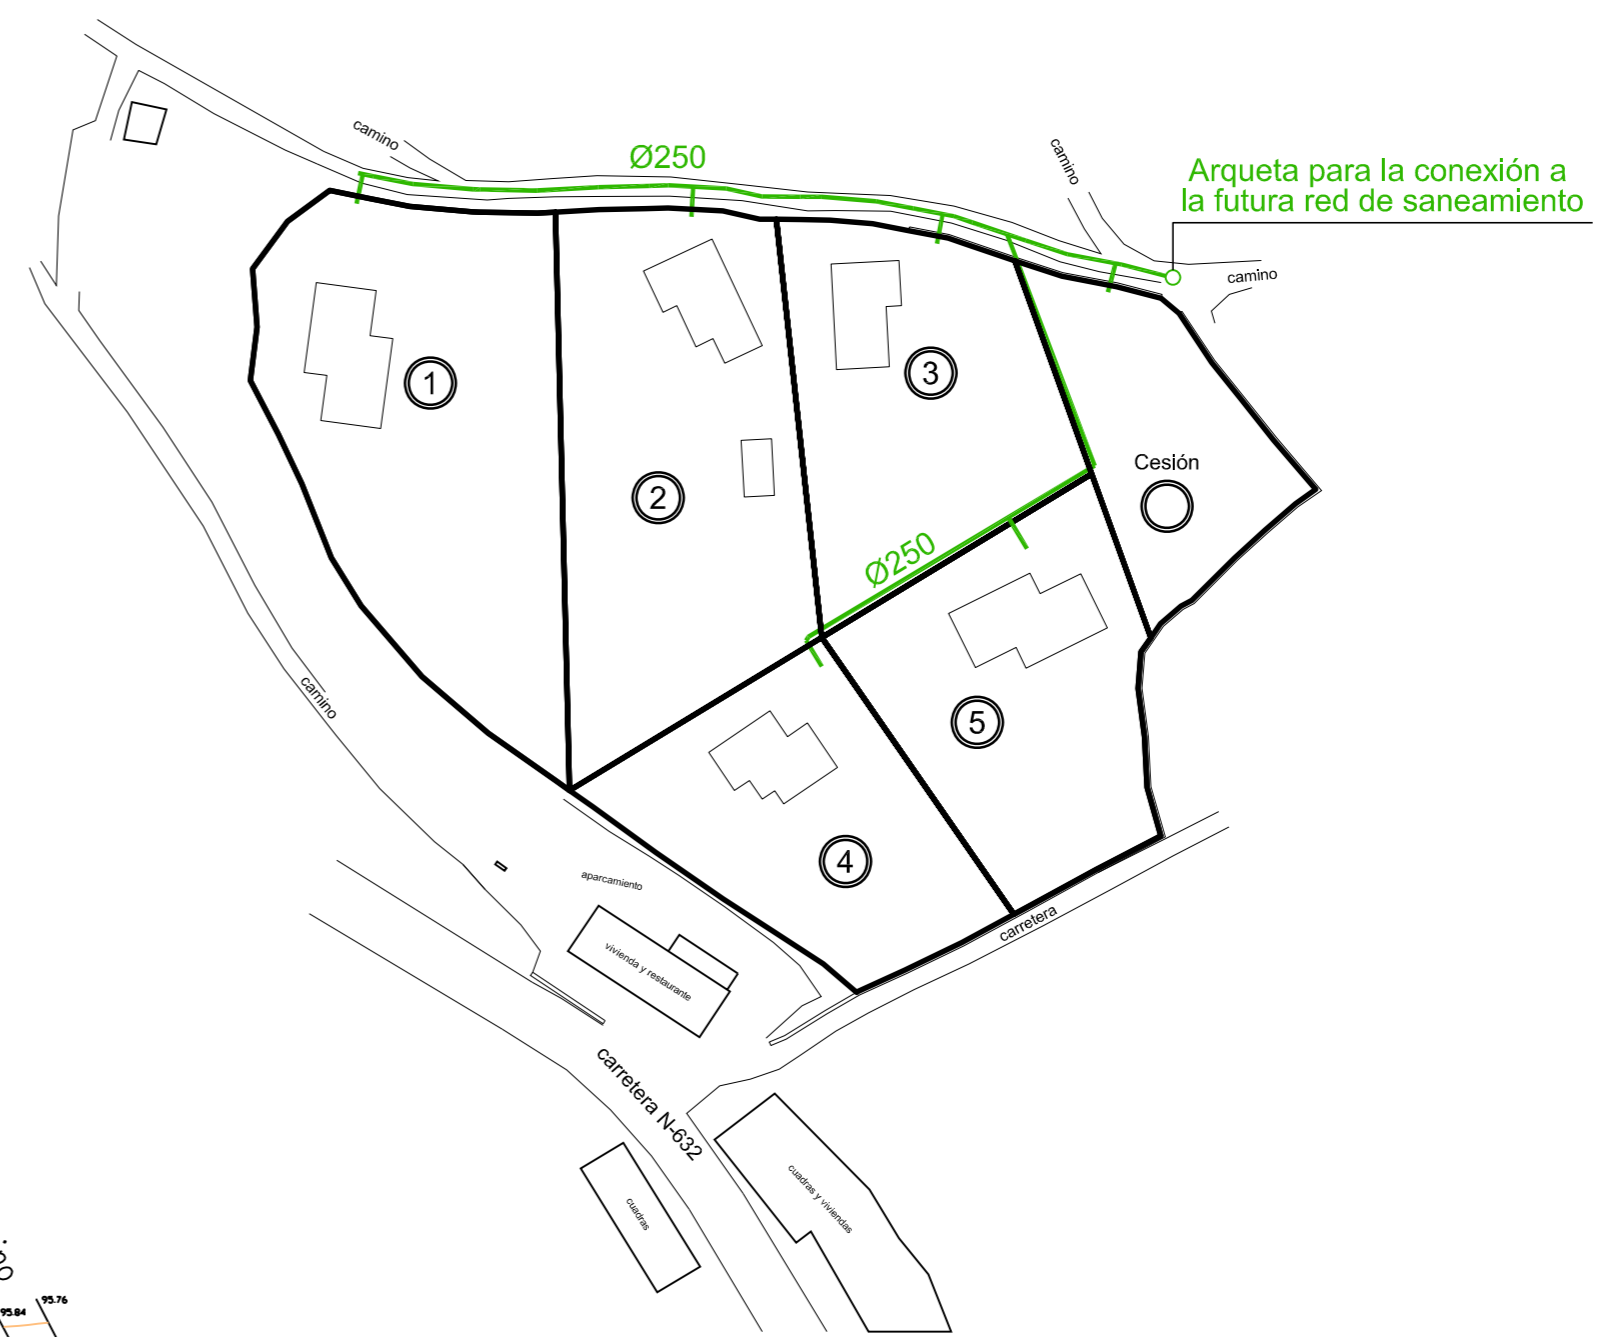 camino
Ø250
camino
Arqueta para la conexión a
la futura red de saneamiento
camino
1
3
2
Cesión
Ø250
camino
5
4
aparcamiento
carretera
vivienda y restaurante
carretera N-632
cuadras y viviendas
cuadras
95.76
95.84